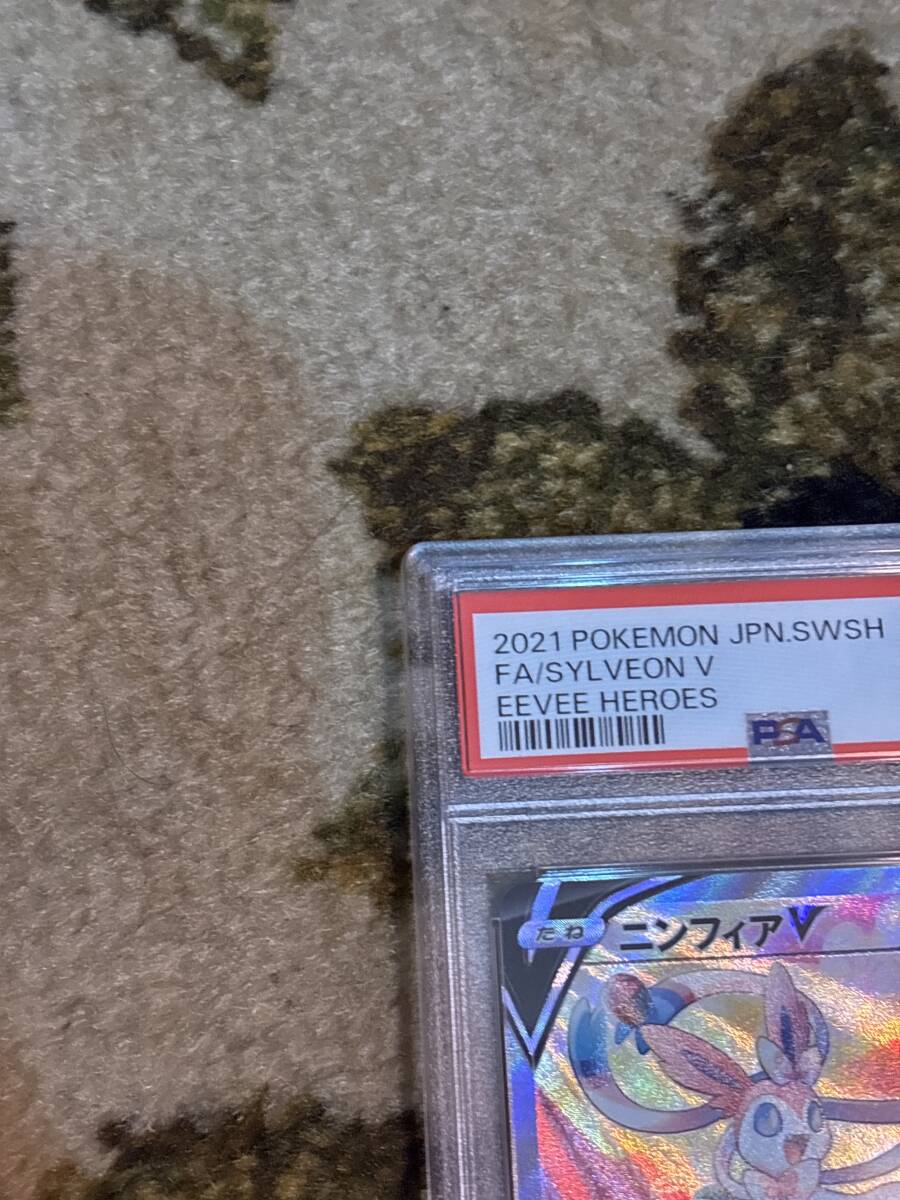 2021 POKEMON JPN.SWSH
FA/SYLVEON V
EEVEE HEROES
PSA
たね ニンフィアV